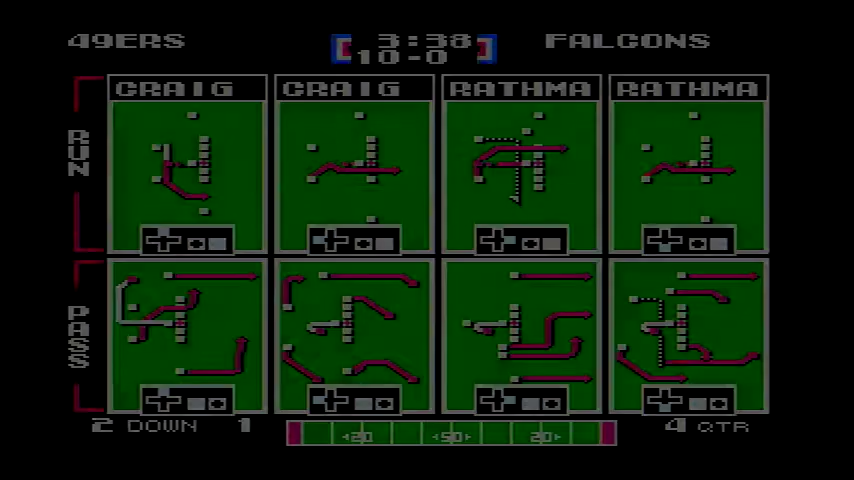 49ERS 3:38 FALCONS
10-0
CRAIG CRAIG RATHMA RATHMA
RUN
PASS
2 DOWN 1 20 50 20 4 QTR